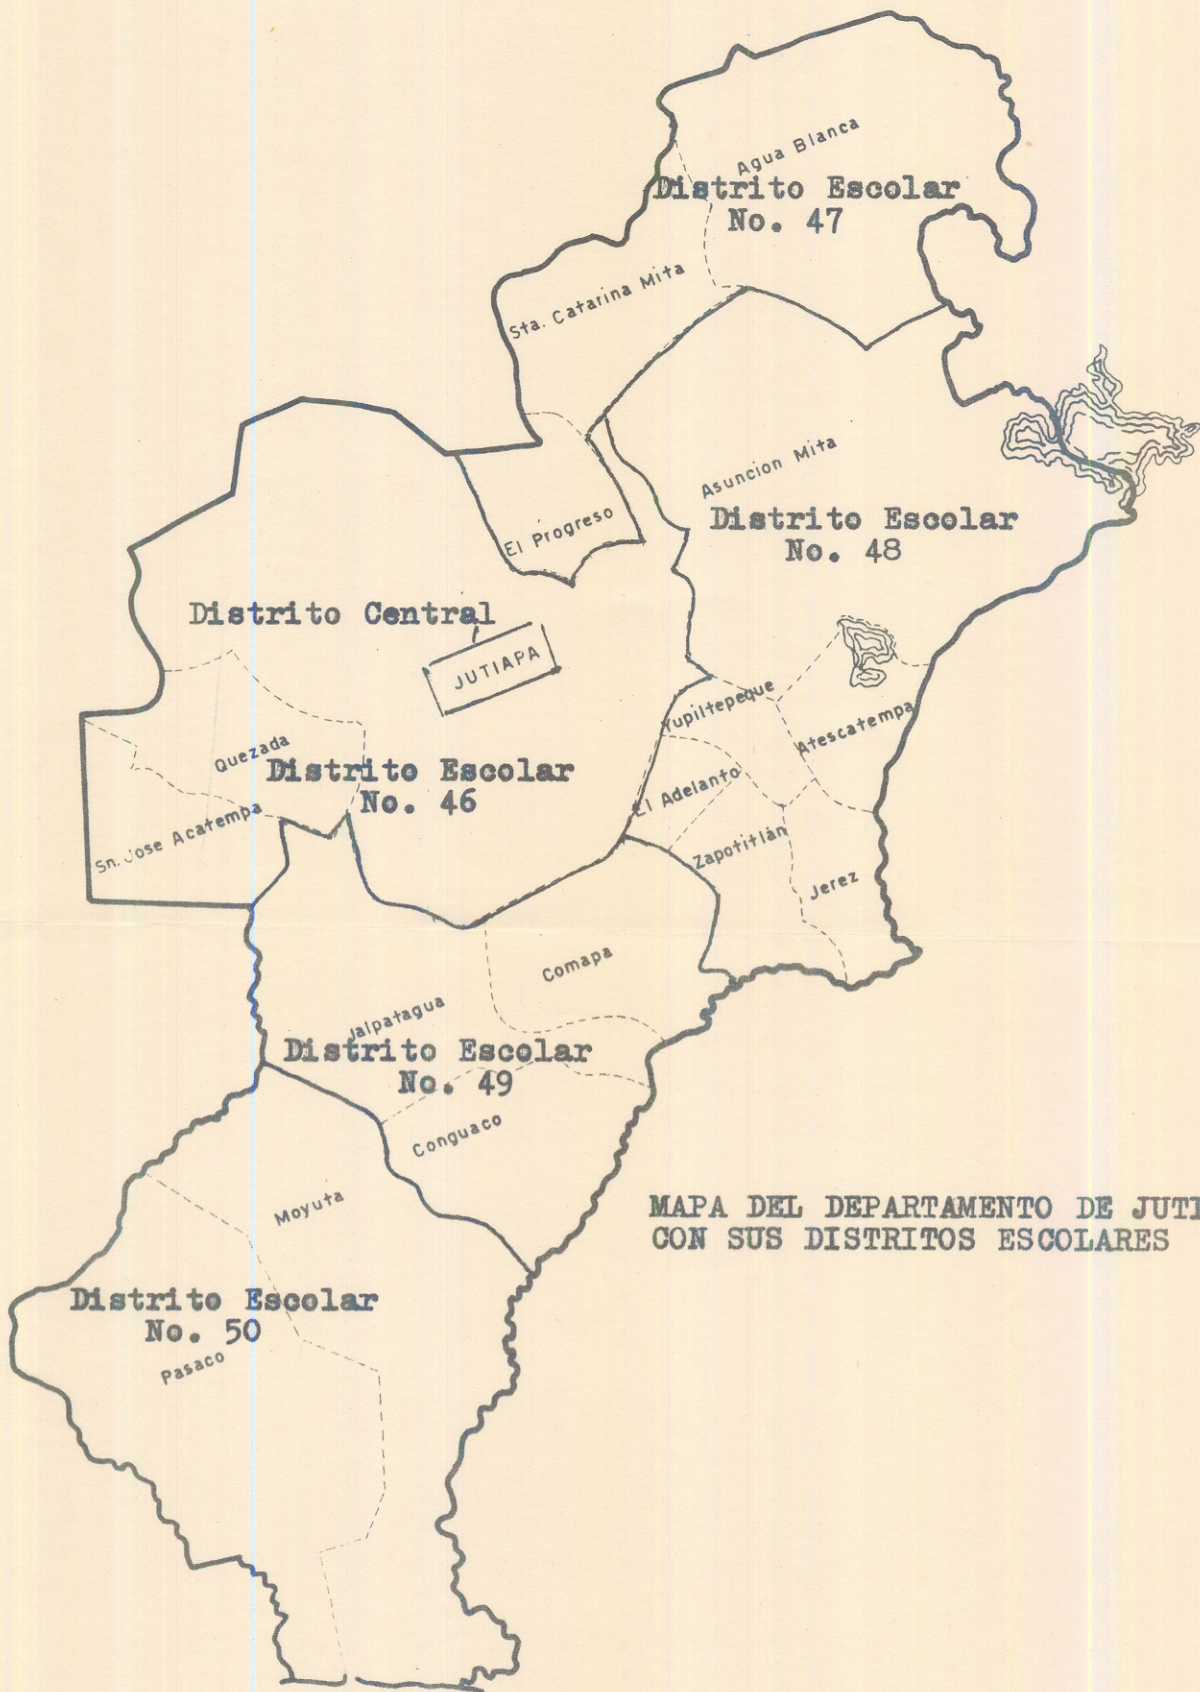 Agua Blanca
Distrito Escolar
No. 47
Sta. Catarina Mita
Asuncion Mita
Distrito Escolar
No. 48
El Progreso
Distrito Central
JUTIAPA
Yupiltepeque
Atescatempa
Quezada
Distrito Escolar
No. 46
El Adelanto
Sn. Jose Acatempa
Zapotitlán
Jerez
Comapa
Jalpatagua
Distrito Escolar
No. 49
Conguaco
Moyuta
MAPA DEL DEPARTAMENTO DE JUTI
CON SUS DISTRITOS ESCOLARES
Distrito Escolar
No. 50
Pasaco